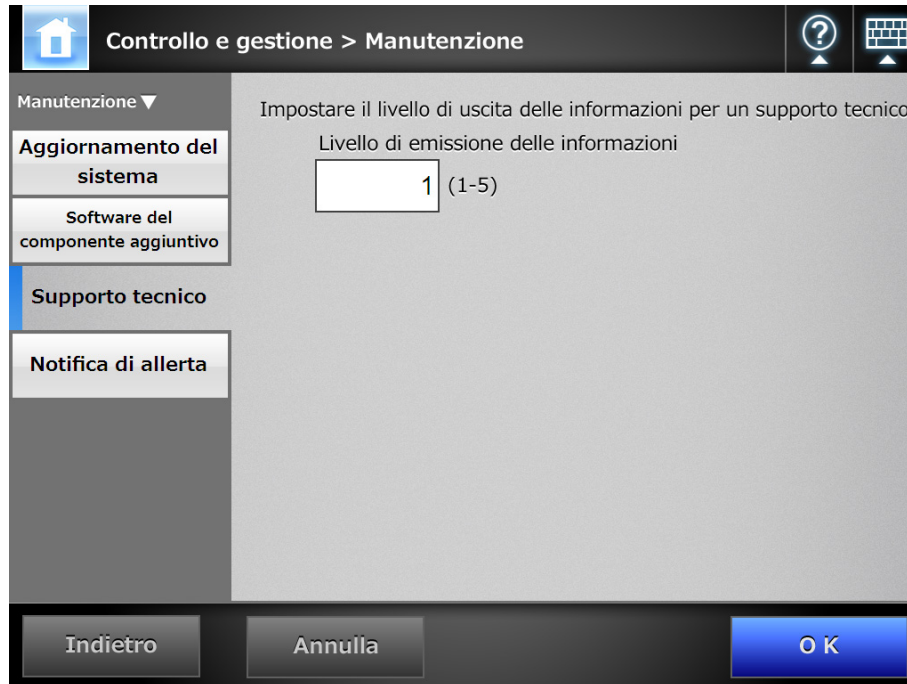 Controllo e gestione > Manutenzione
Manutenzione
Aggiornamento del
sistema
Software del
componente aggiuntivo
Supporto tecnico
Notifica di allerta
Impostare il livello di uscita delle informazioni per un supporto tecnico
Livello di emissione delle informazioni
1 (1-5)
Indietro
Annulla
O K